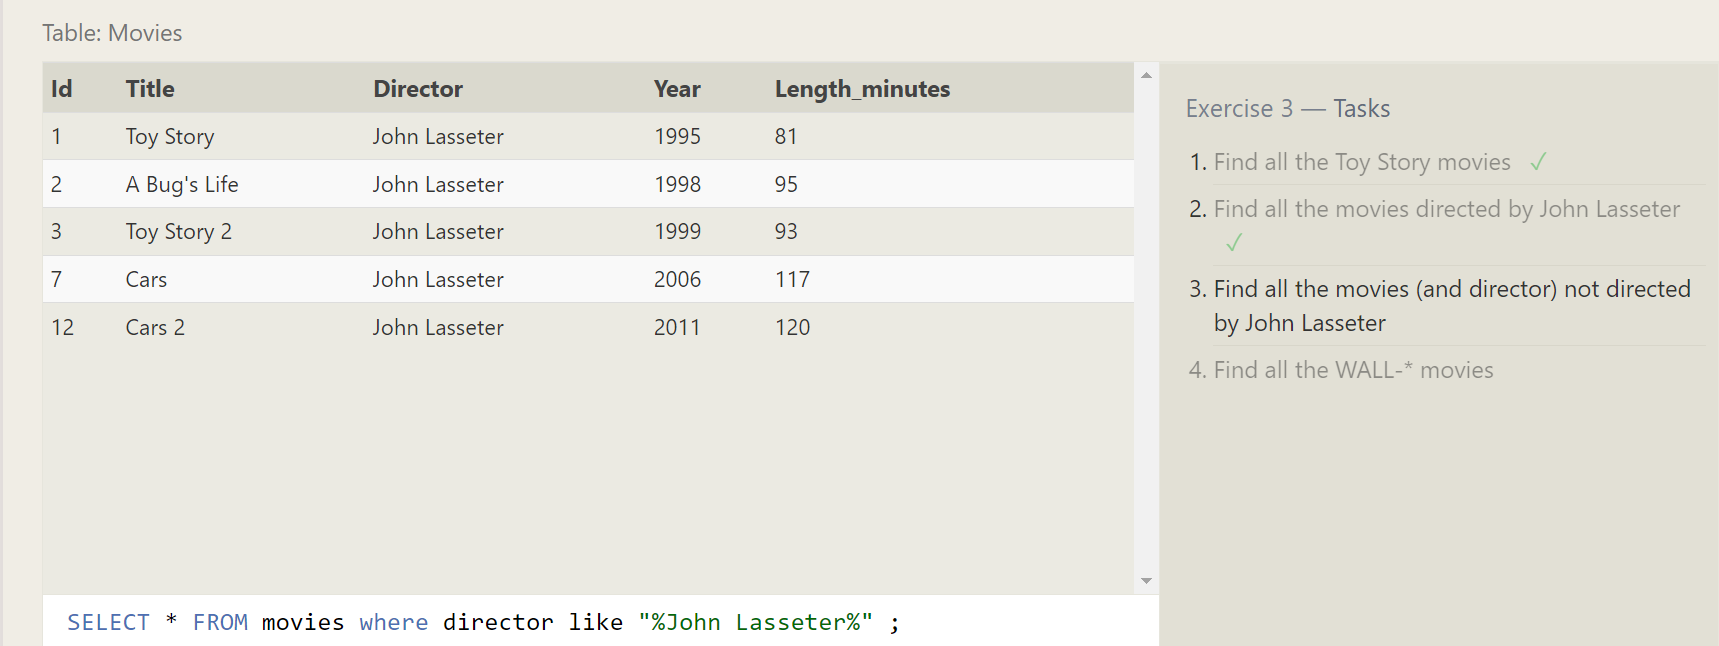 Table: Movies
Id Title Director Year Length_minutes
1 Toy Story John Lasseter 1995 81
2 A Bug's Life John Lasseter 1998 95
3 Toy Story 2 John Lasseter 1999 93
7 Cars John Lasseter 2006 117
12 Cars 2 John Lasseter 2011 120
SELECT * FROM movies where director like "%John Lasseter%" ;
Exercise 3 — Tasks
1. Find all the Toy Story movies ✓
2. Find all the movies directed by John Lasseter
✓
3. Find all the movies (and director) not directed
by John Lasseter
4. Find all the WALL-* movies